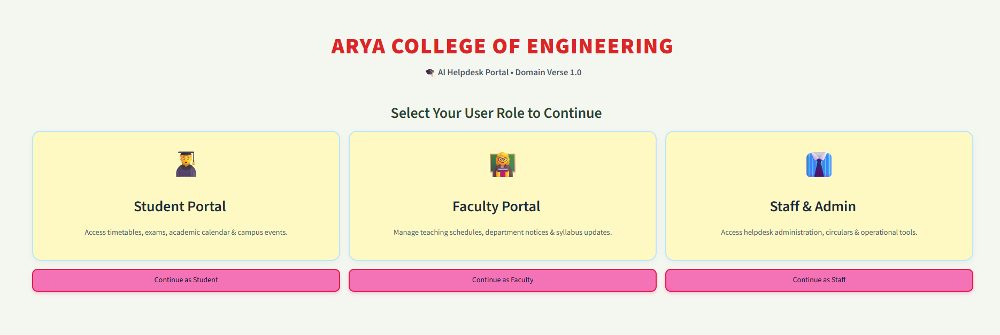 ARYA COLLEGE OF ENGINEERING
🎓 AI Helpdesk Portal • Domain Verse 1.0
Select Your User Role to Continue
Student Portal
Access timetables, exams, academic calendar & campus events.
Continue as Student
Faculty Portal
Manage teaching schedules, department notices & syllabus updates.
Continue as Faculty
Staff & Admin
Access helpdesk administration, circulars & operational tools.
Continue as Staff